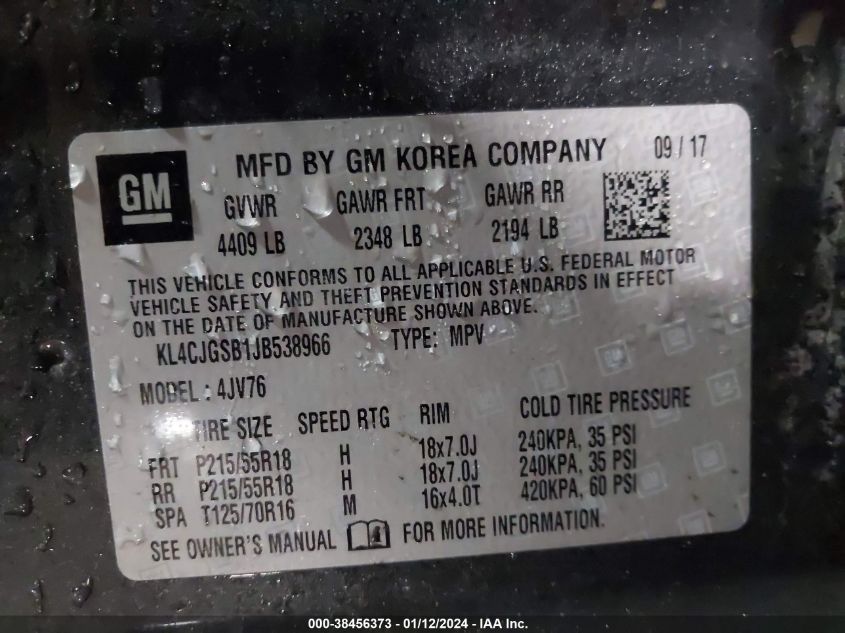 GM
MFD BY GM KOREA COMPANY 09 / 17
GVWR GAWR FRT GAWR RR
4409 LB 2348 LB 2194 LB
THIS VEHICLE CONFORMS TO ALL APPLICABLE U.S. FEDERAL MOTOR
VEHICLE SAFETY AND THEFT PREVENTION STANDARDS IN EFFECT
ON THE DATE OF MANUFACTURE SHOWN ABOVE.
KL4CJGSB1JB538966 TYPE: MPV
MODEL : 4JV76
TIRE SIZE SPEED RTG RIM COLD TIRE PRESSURE
FRT P215/55R18 H 18x7.0J 240KPA, 35 PSI
RR P215/55R18 H 18x7.0J 240KPA, 35 PSI
SPA T125/70R16 M 16x4.0T 420KPA, 60 PSI
SEE OWNER'S MANUAL FOR MORE INFORMATION.
000-38456373 - 01/12/2024 - IAA Inc.